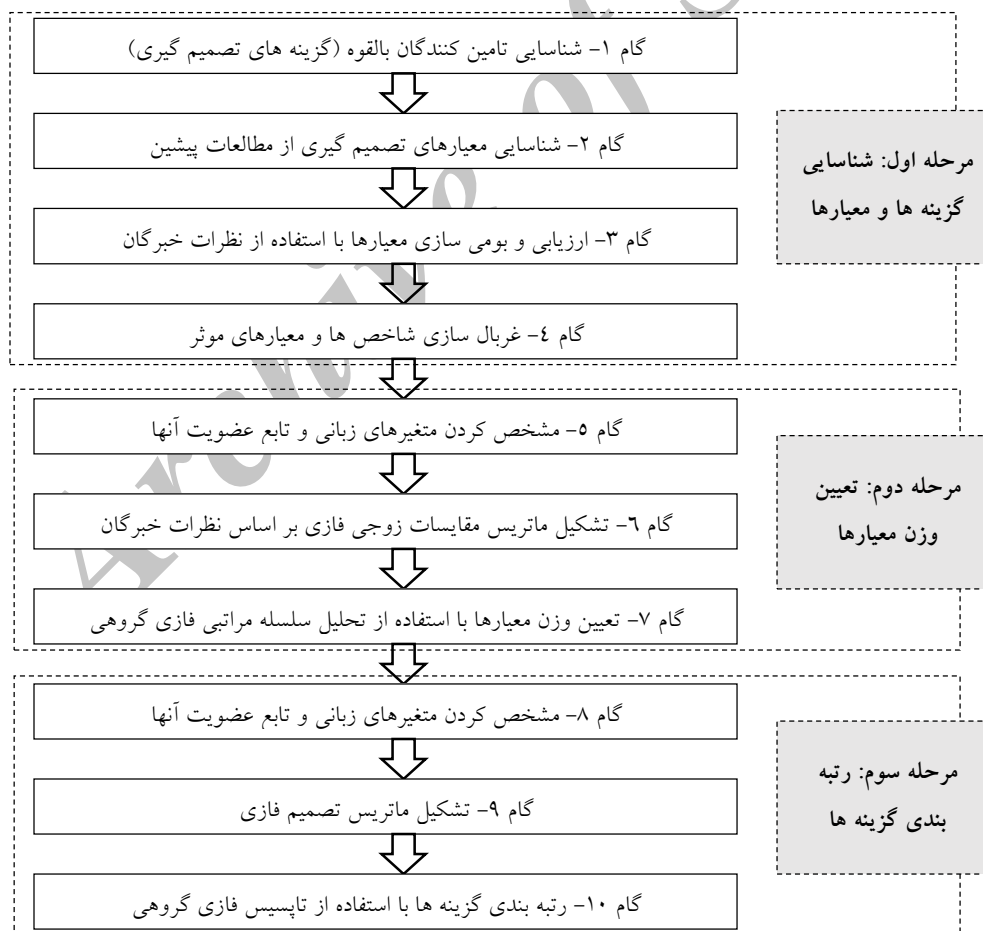 گام ۱- شناسایی تامین کنندگان بالقوه (گزینه های تصمیم گیری)
گام ۲- شناسایی معیارهای تصمیم گیری از مطالعات پیشین
گام ۳- ارزیابی و بومی سازی معیارها با استفاده از نظرات خبرگان
گام ٤- غربال سازی شاخص ها و معیارهای موثر
مرحله اول: شناسایی
گزینه ها و معیارها
گام ٥- مشخص کردن متغیرهای زبانی و تابع عضویت آنها
گام ٦- تشکیل ماتریس مقایسات زوجی فازی بر اساس نظرات خبرگان
گام ۷- تعیین وزن معیارها با استفاده از تحلیل سلسله مراتبی فازی گروهی
مرحله دوم: تعیین
وزن معیارها
گام ۸- مشخص کردن متغیرهای زبانی و تابع عضویت آنها
گام ۹- تشکیل ماتریس تصمیم فازی
گام ۱۰- رتبه بندی گزینه ها با استفاده از تاپسیس فازی گروهی
مرحله سوم: رتبه
بندی گزینه ها
Archive of